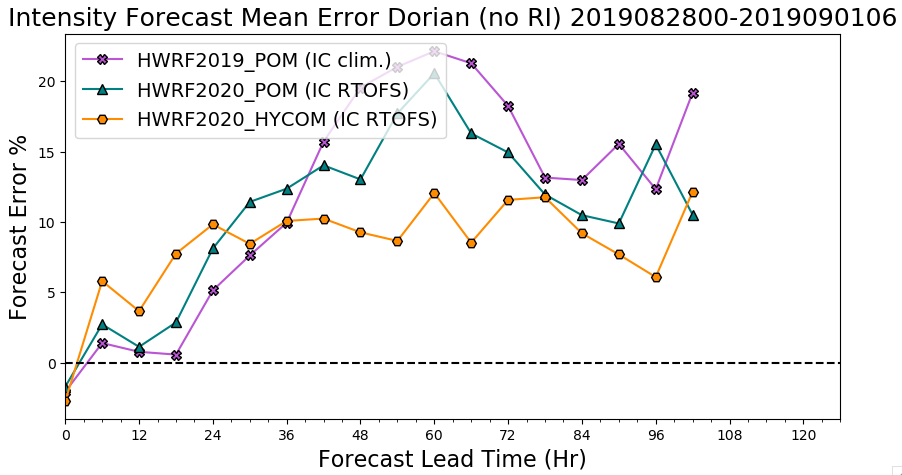 Intensity Forecast Mean Error Dorian (no RI) 2019082800-2019090106
HWRF2019_POM (IC clim.)
HWRF2020_POM (IC RTOFS)
HWRF2020_HYCOM (IC RTOFS)
Forecast Error %
20
15
10
5
0
0 12 24 36 48 60 72 84 96 108 120
Forecast Lead Time (Hr)